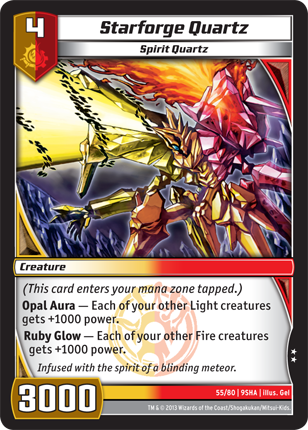 4
Starforge Quartz
Spirit Quartz
Creature
(This card enters your mana zone tapped.)
Opal Aura — Each of your other Light creatures
gets +1000 power.
Ruby Glow — Each of your other Fire creatures
gets +1000 power.
Infused with the spirit of a blinding meteor.
3000
55/80 | 9SHA | Illus. Gel
TM & © 2013 Wizards of the Coast/Shogakukan/Mitsui-Kids.